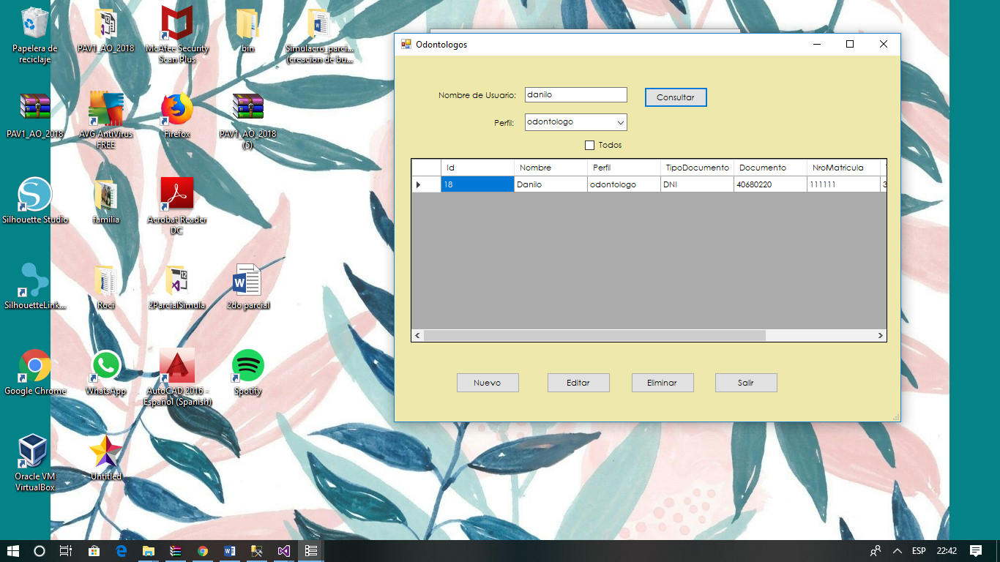 Papelera de
reciclaje
PAV1_AO_2018
McAfee Security
Scan Plus
bin
Simulacro_parci...
(creacion de bu...
PAV1_AO_2018
AVG AntiVirus
FREE
Firefox
PAV1_AO_2018
(5)
Silhouette Studio
familia
Acrobat Reader
DC
SilhouetteLink...
Roci
2ParcialSimula
2do parcial
Google Chrome
WhatsApp
AutoCAD 2016 -
Español (Spanish)
Spotify
Oracle VM
VirtualBox
Untitled
Odontologos
Nombre de Usuario: danilo Consultar
Perfil: odontologo
Todos
Id Nombre Perfil TipoDocumento Documento NroMatricula
18 Danilo odontologo DNI 40680220 111111 3
Nuevo Editar Eliminar Salir
ESP 22:42